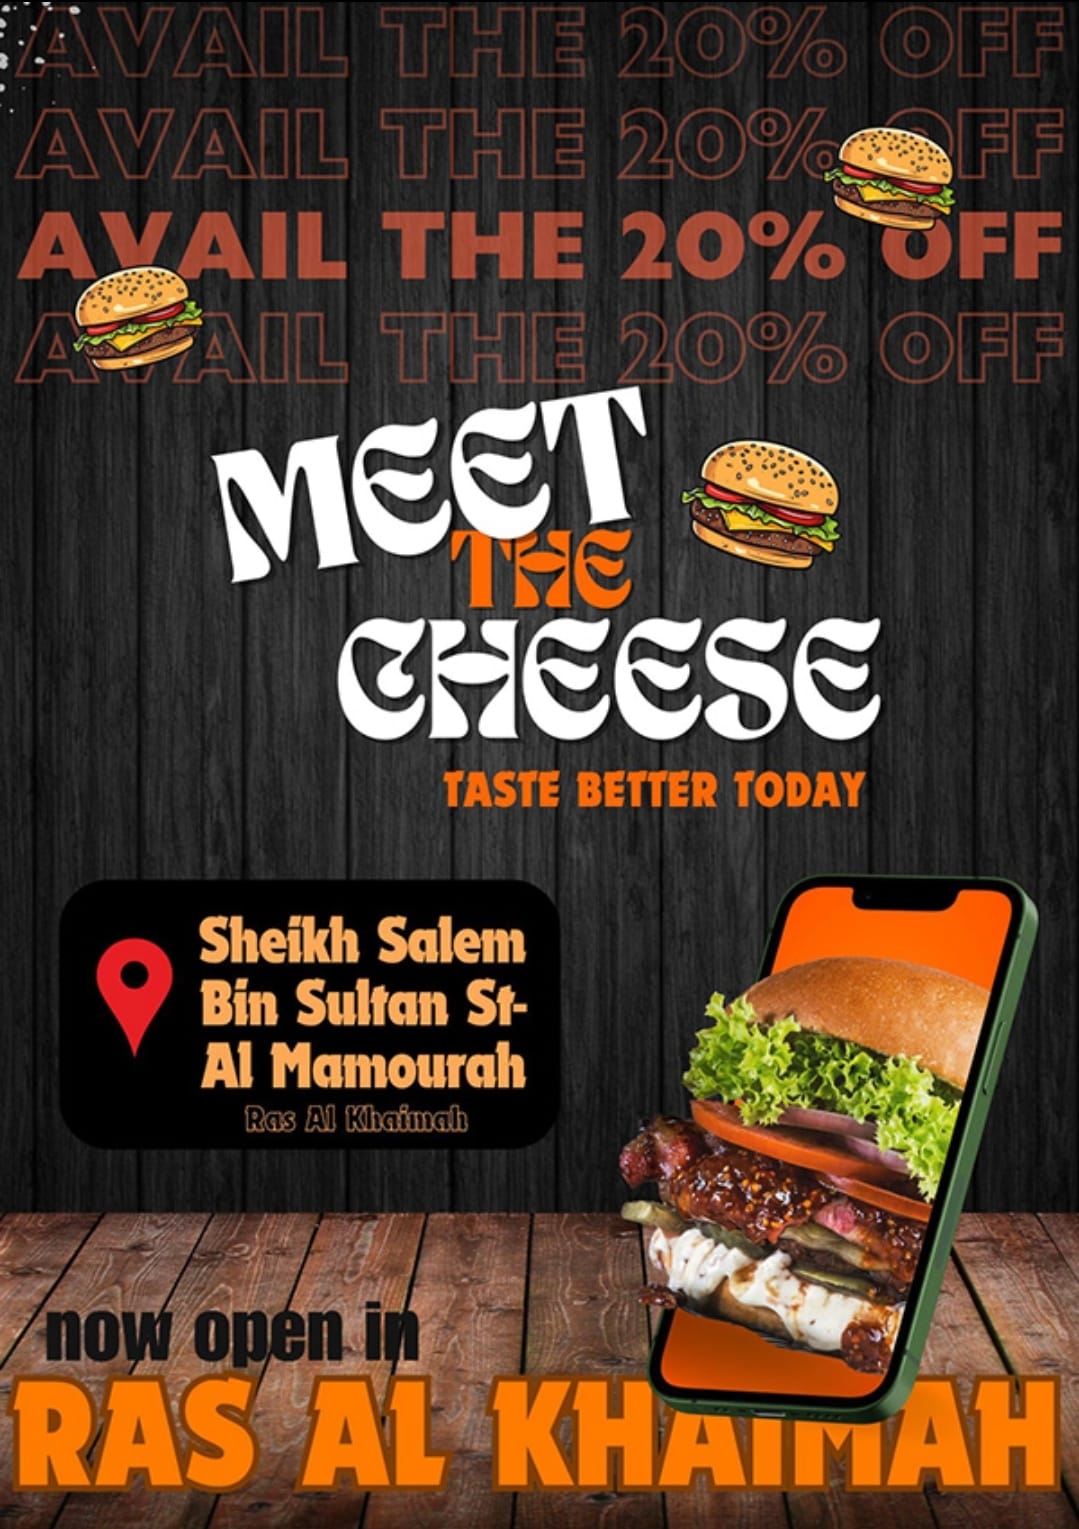 AVAIL THE 20% OFF
AVAIL THE 20% OFF
AVAIL THE 20% OFF
AVAIL THE 20% OFF
MEET
THE
CHEESE
TASTE BETTER TODAY
Sheikh Salem
Bin Sultan St-
Al Mamourah
Ras Al Khaimah
now open in
RAS AL KHAIMAH